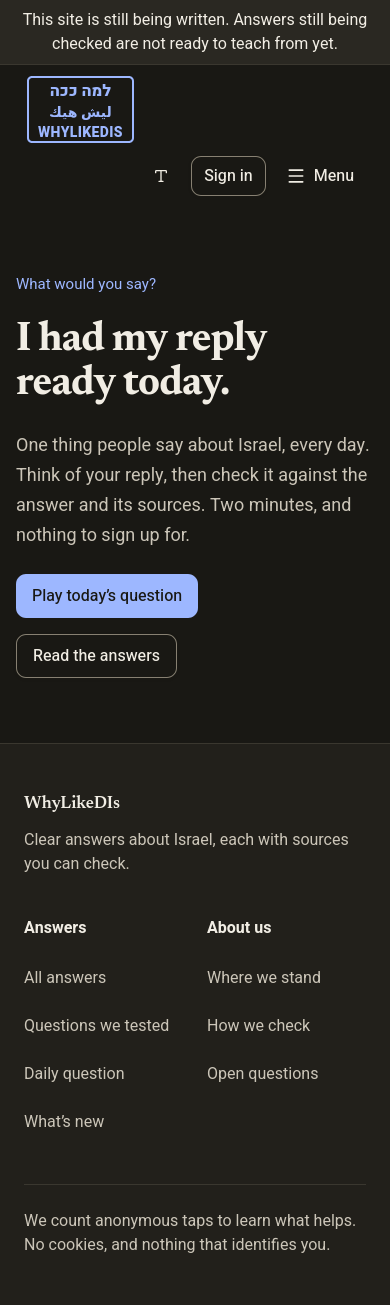 This site is still being written. Answers still being
checked are not ready to teach from yet.
למה ככה
ليش هيك
WHYLIKEDIS
T
Sign in
Menu
What would you say?
I had my reply
ready today.
One thing people say about Israel, every day.
Think of your reply, then check it against the
answer and its sources. Two minutes, and
nothing to sign up for.
Play today’s question
Read the answers
WhyLikeDIs
Clear answers about Israel, each with sources
you can check.
Answers
About us
All answers
Where we stand
Questions we tested
How we check
Daily question
Open questions
What’s new
We count anonymous taps to learn what helps.
No cookies, and nothing that identifies you.